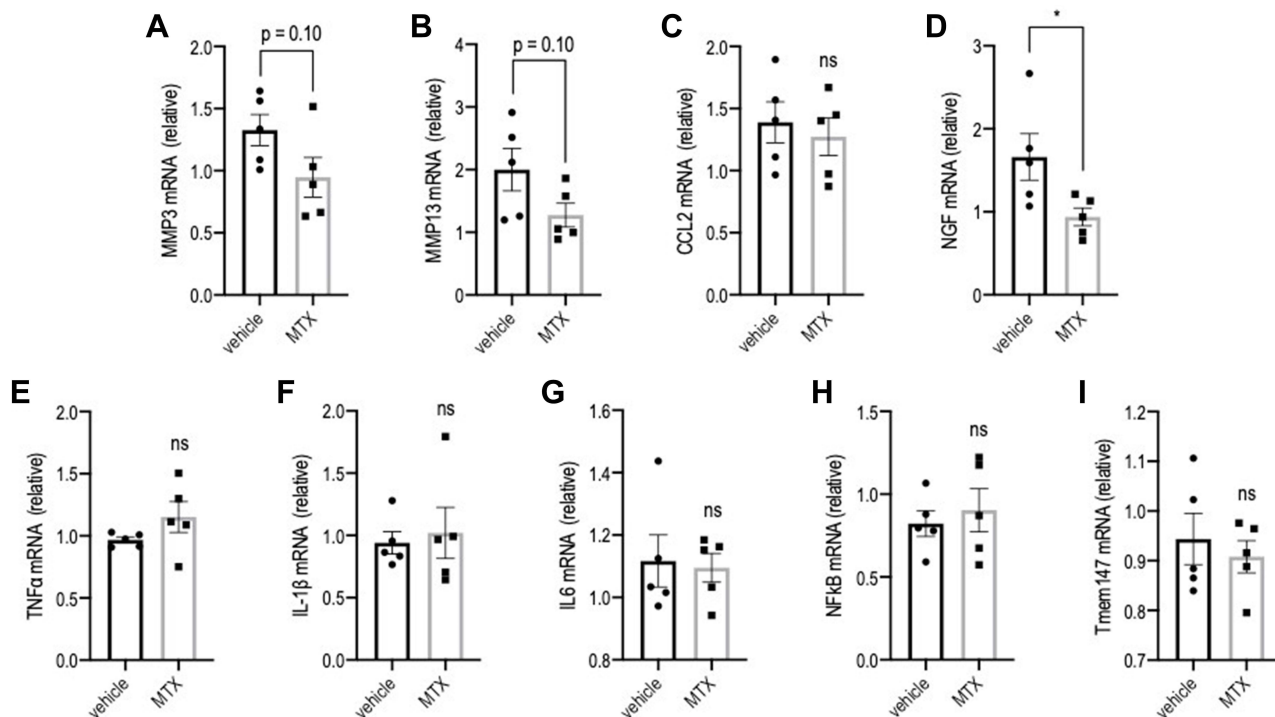 A
p = 0.10
MMP3 mRNA (relative)
2.0
1.5
1.0
0.5
0.0
vehicle
MTX
B
p = 0.10
MMP13 mRNA (relative)
4
3
2
1
0
vehicle
MTX
C
ns
CCL2 mRNA (relative)
2.0
1.5
1.0
0.5
0.0
vehicle
MTX
D
*
NGF mRNA (relative)
3
2
1
0
vehicle
MTX
E
ns
TNFα mRNA (relative)
2.0
1.5
1.0
0.5
0.0
vehicle
MTX
F
ns
IL-1β mRNA (relative)
2.0
1.5
1.0
0.5
0.0
vehicle
MTX
G
ns
IL6 mRNA (relative)
1.6
1.4
1.2
1.0
0.8
vehicle
MTX
H
ns
NFkB mRNA (relative)
1.5
1.0
0.5
0.0
vehicle
MTX
I
ns
Tmem147 mRNA (relative)
1.2
1.1
1.0
0.9
0.8
0.7
vehicle
MTX